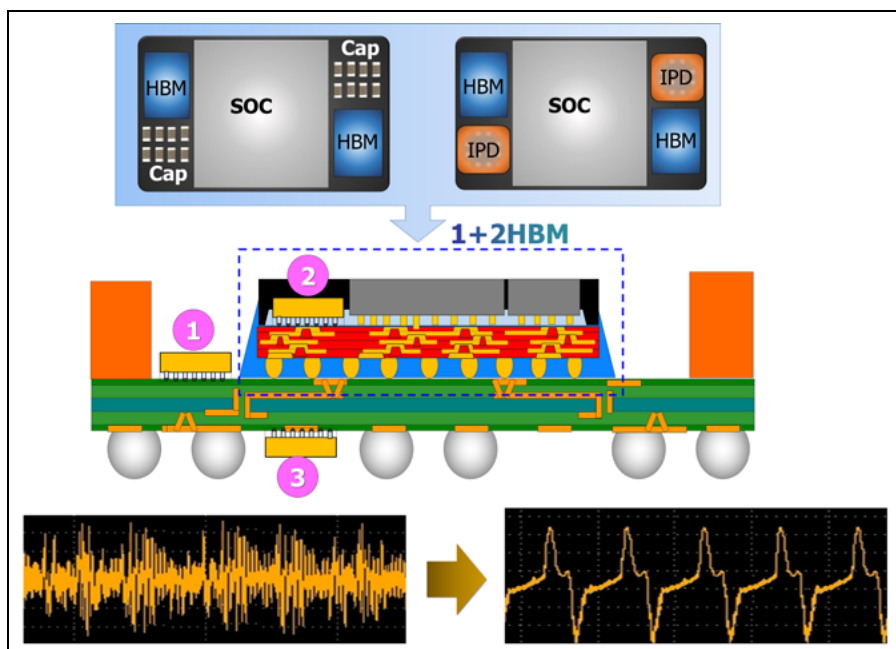 Cap
HBM
SOC
HBM
Cap
HBM
SOC
IPD
IPD
HBM
1+2HBM
2
1
3